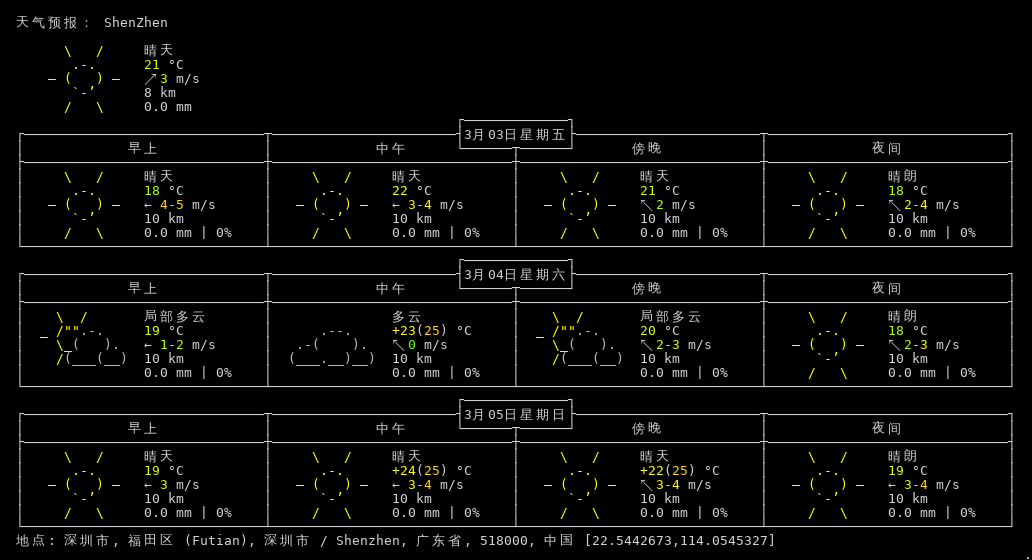 天气预报： ShenZhen
晴天
21 °C
↗ 3 m/s
8 km
0.0 mm
3月03日星期五
早上 中午 傍晚 夜间
晴天 晴天 晴天 晴朗
18 °C 22 °C 21 °C 18 °C
← 4-5 m/s ← 3-4 m/s ↖ 2 m/s ↖ 2-4 m/s
10 km 10 km 10 km 10 km
0.0 mm | 0% 0.0 mm | 0% 0.0 mm | 0% 0.0 mm | 0%
3月04日星期六
早上 中午 傍晚 夜间
局部多云 多云 局部多云 晴朗
19 °C +23(25) °C 20 °C 18 °C
← 1-2 m/s ↖ 0 m/s ↖ 2-3 m/s ↖ 2-3 m/s
10 km 10 km 10 km 10 km
0.0 mm | 0% 0.0 mm | 0% 0.0 mm | 0% 0.0 mm | 0%
3月05日星期日
早上 中午 傍晚 夜间
晴天 晴天 晴天 晴朗
19 °C +24(25) °C +22(25) °C 19 °C
← 3 m/s ← 3-4 m/s ↖ 3-4 m/s ← 3-4 m/s
10 km 10 km 10 km 10 km
0.0 mm | 0% 0.0 mm | 0% 0.0 mm | 0% 0.0 mm | 0%
地点: 深圳市, 福田区 (Futian), 深圳市 / Shenzhen, 广东省, 518000, 中国 [22.5442673,114.0545327]